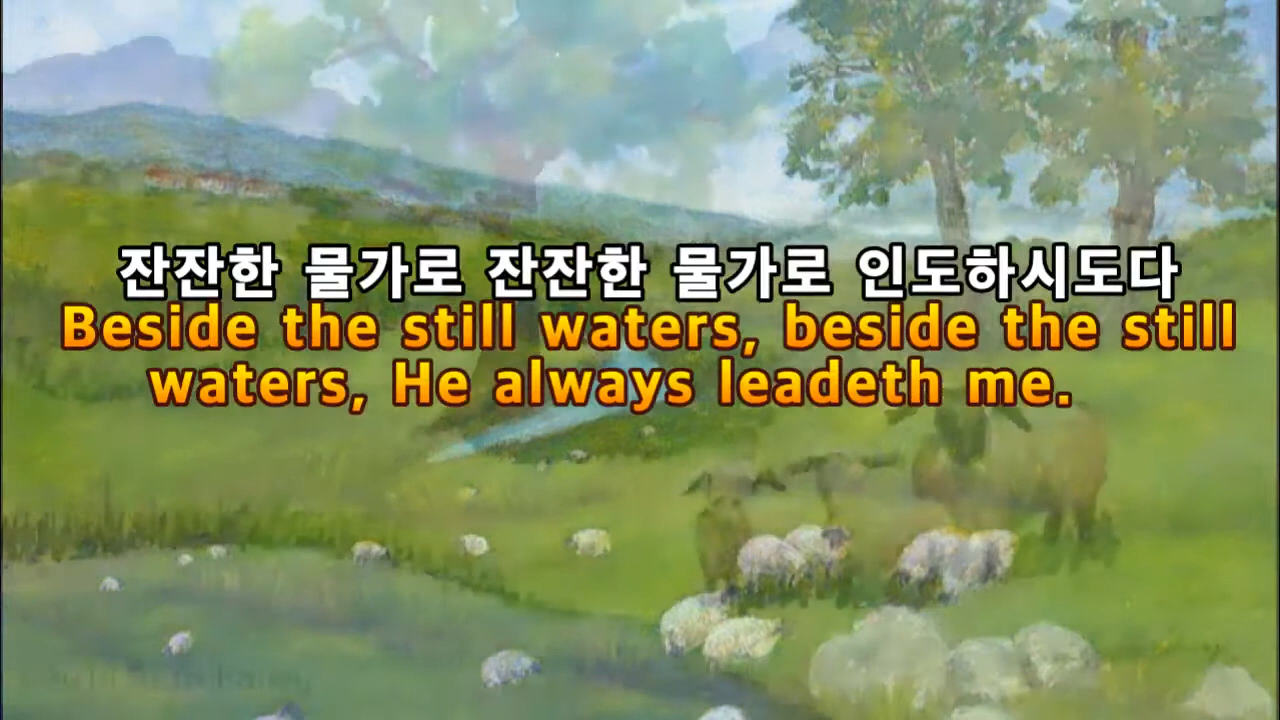 잔잔한 물가로 잔잔한 물가로 인도하시도다
Beside the still waters, beside the still
waters, He always leadeth me.